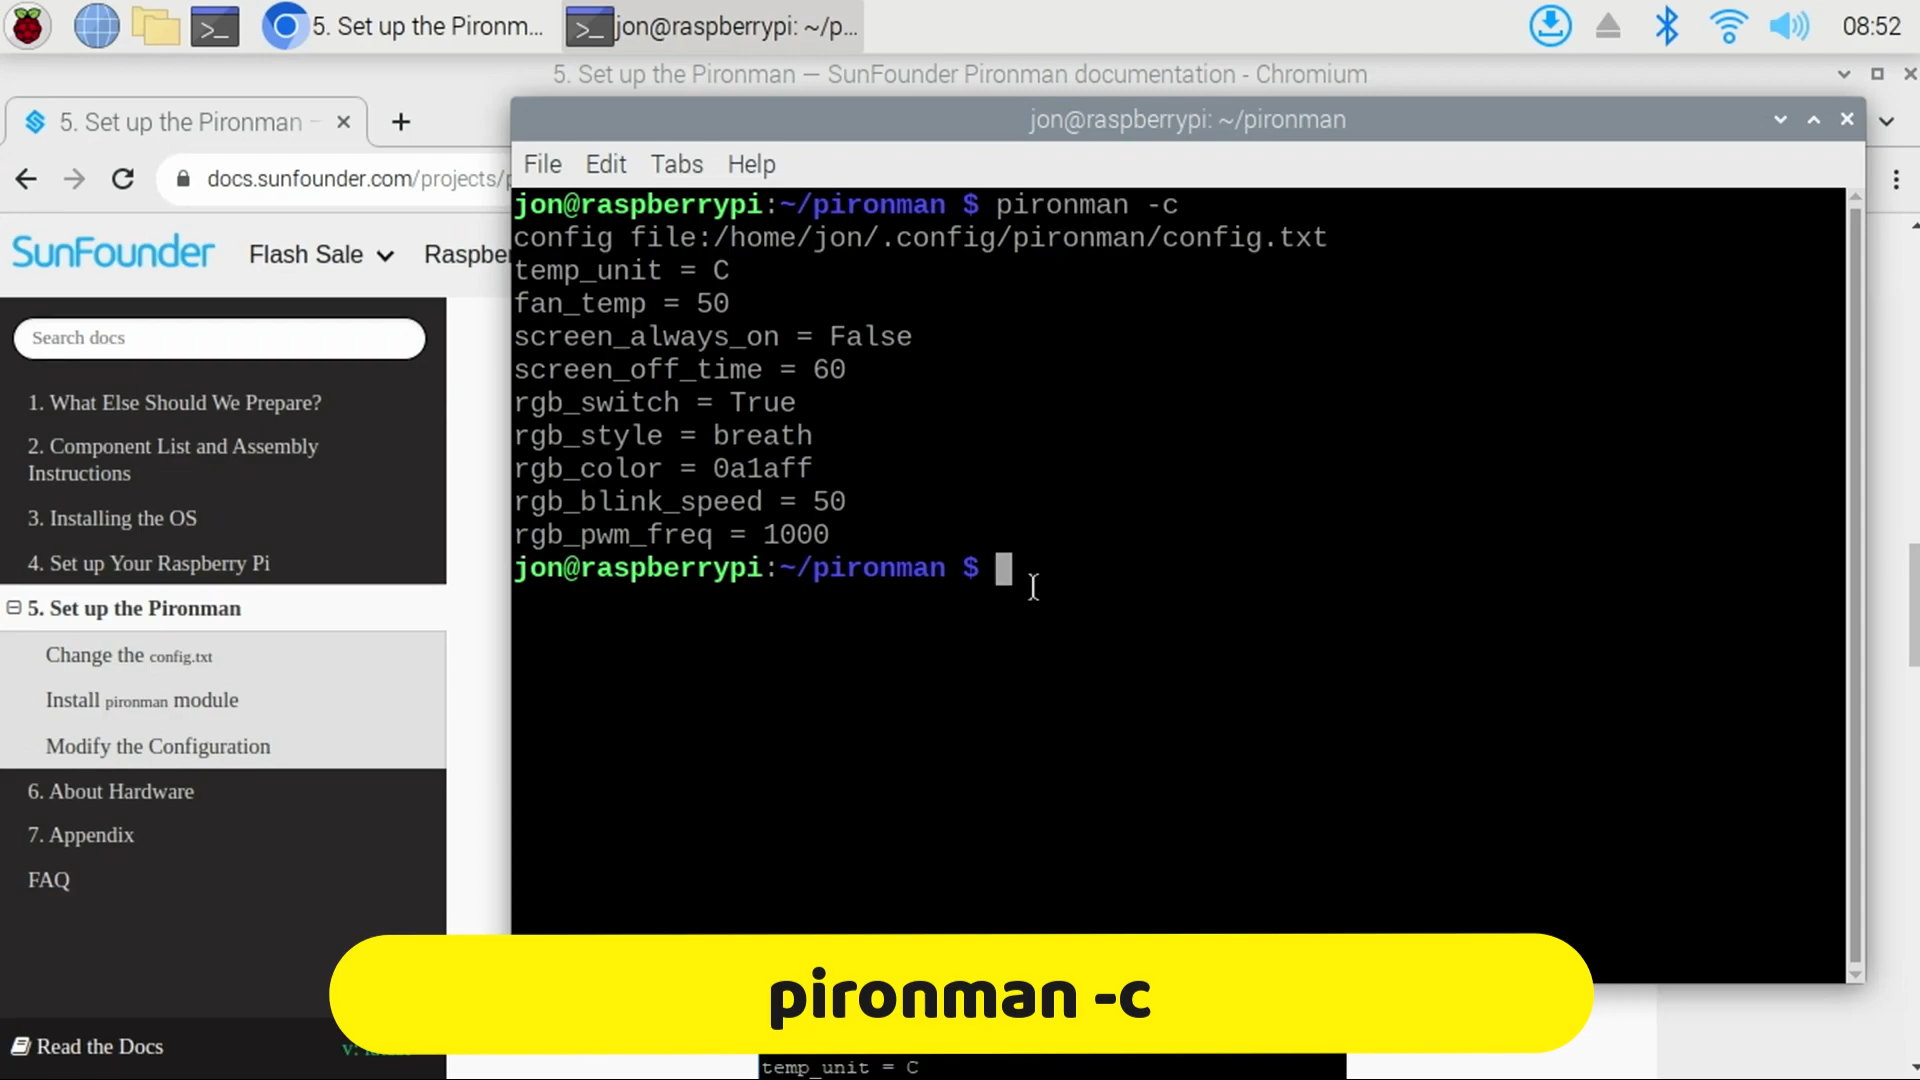 5. Set up the Pironm...
jon@raspberrypi: ~/p...
08:52
5. Set up the Pironman — SunFounder Pironman documentation - Chromium
5. Set up the Pironman
jon@raspberrypi: ~/pironman
docs.sunfounder.com/projects/p
File Edit Tabs Help
SunFounder
Flash Sale
Raspbe
jon@raspberrypi:~/pironman $ pironman -c
config file:/home/jon/.config/pironman/config.txt
temp_unit = C
fan_temp = 50
screen_always_on = False
screen_off_time = 60
rgb_switch = True
rgb_style = breath
rgb_color = 0a1aff
rgb_blink_speed = 50
rgb_pwm_freq = 1000
jon@raspberrypi:~/pironman $
Search docs
1. What Else Should We Prepare?
2. Component List and Assembly
Instructions
3. Installing the OS
4. Set up Your Raspberry Pi
5. Set up the Pironman
Change the config.txt
Install pironman module
Modify the Configuration
6. About Hardware
7. Appendix
FAQ
pironman -c
Read the Docs
temp_unit = C